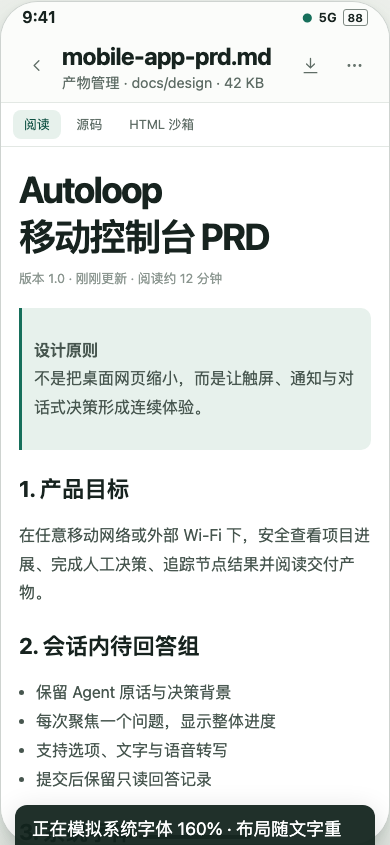 9:41
5G 88
mobile-app-prd.md
产物管理 · docs/design · 42 KB
阅读 源码 HTML 沙箱
Autoloop
移动控制台 PRD
版本 1.0 · 刚刚更新 · 阅读约 12 分钟
设计原则
不是把桌面网页缩小，而是让触屏、通知与对
话式决策形成连续体验。
1. 产品目标
在任意移动网络或外部 Wi-Fi 下，安全查看项目进
展、完成人工决策、追踪节点结果并阅读交付产
物。
2. 会话内待回答组
保留 Agent 原话与决策背景
每次聚焦一个问题，显示整体进度
支持选项、文字与语音转写
提交后保留只读回答记录
正在模拟系统字体 160% · 布局随文字重